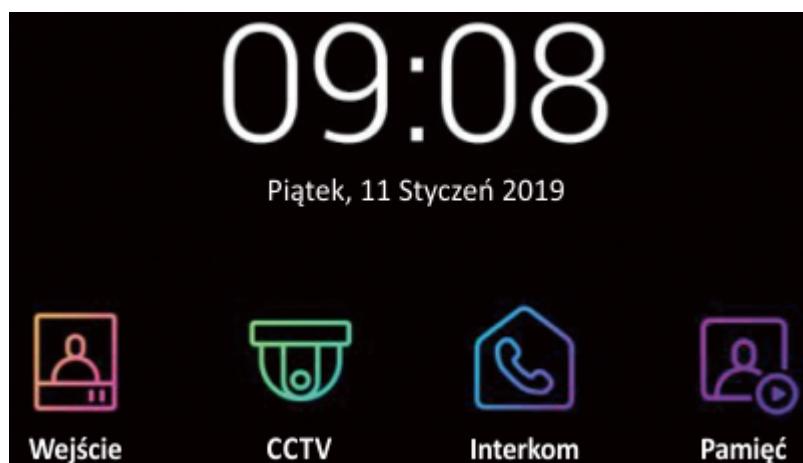 09:08
Piątek, 11 Styczeń 2019
Wejście CCTV Interkom Pamięć